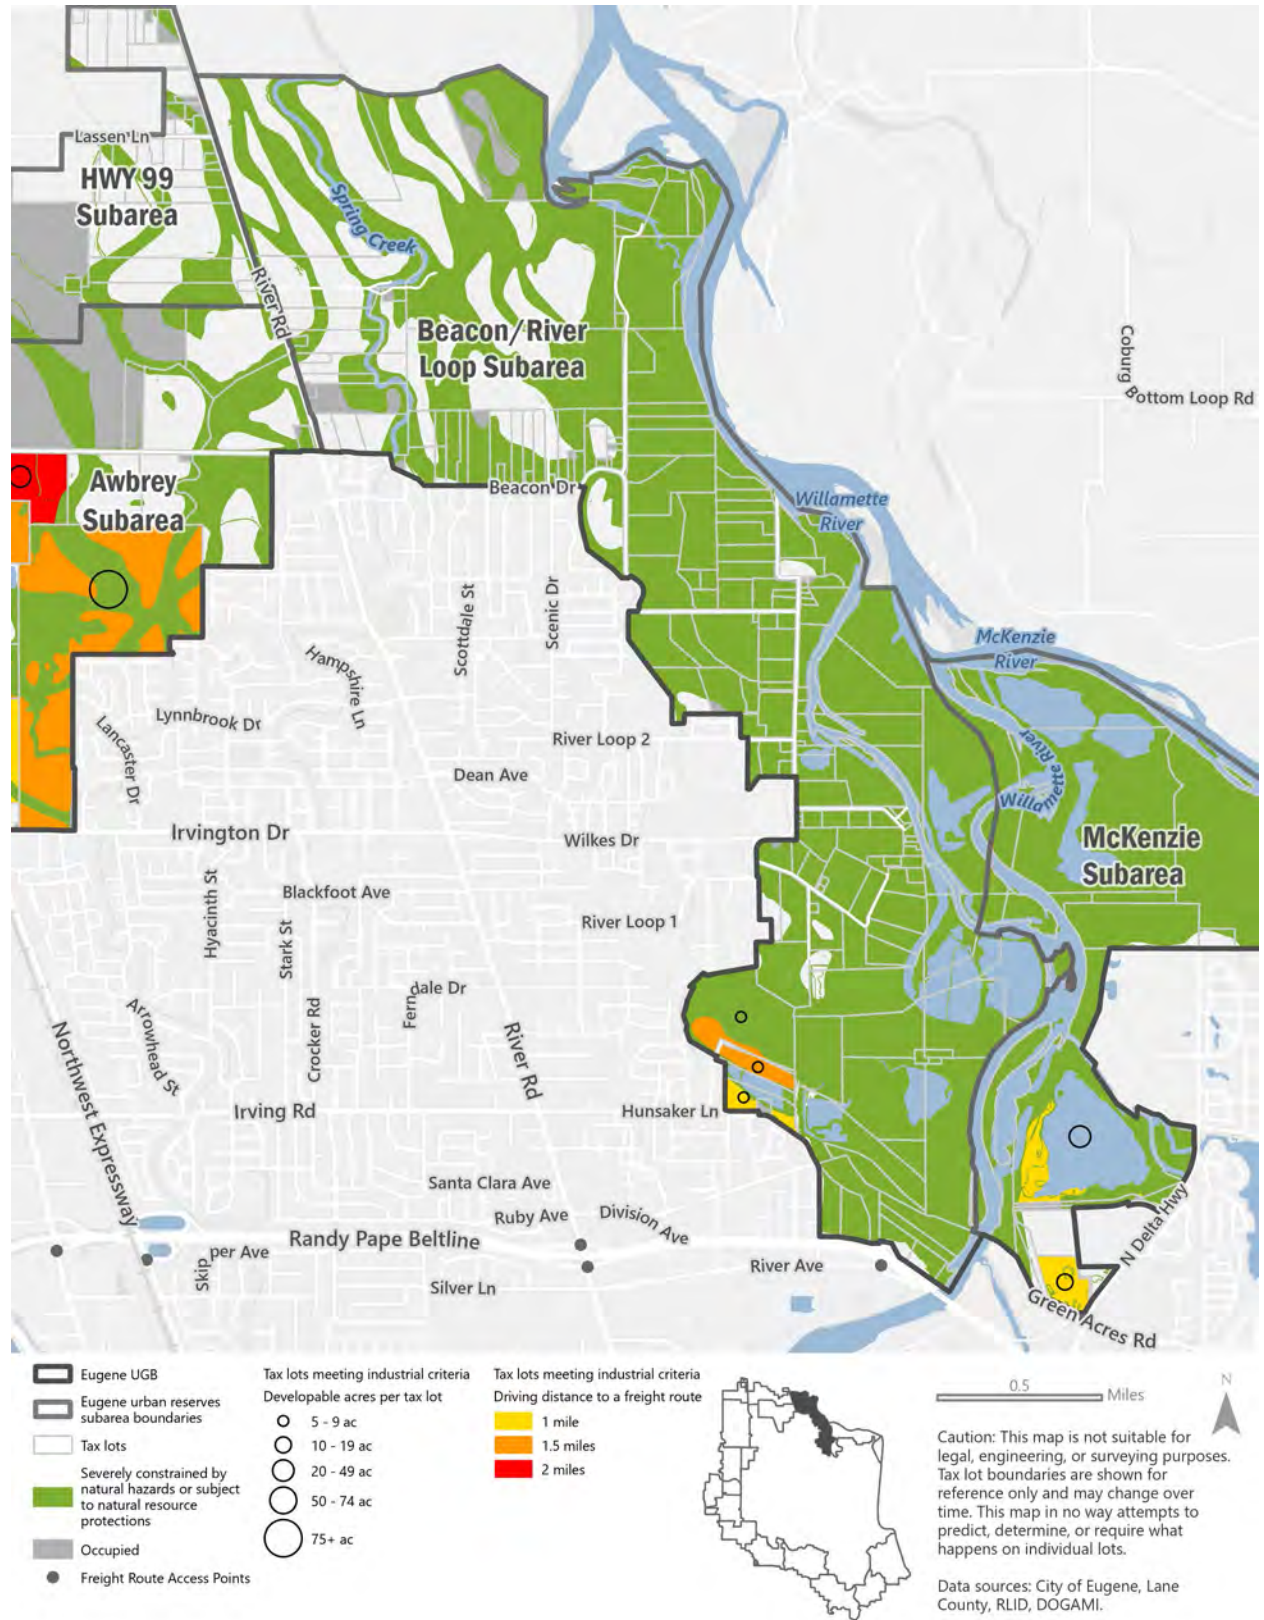 Lassen Ln
HWY 99
Subarea
Spring Creek
River Rd
Beacon/River
Loop Subarea
Coburg Bottom Loop Rd
Awbrey
Subarea
Beacon Dr
Willamette
River
Scottdale St
Scenic Dr
McKenzie
River
Hampshire Ln
Lynnbrook Dr
Lancaster Dr
River Loop 2
Dean Ave
Willamette River
Irvington Dr
Wilkes Dr
McKenzie
Subarea
Hyacinth St
Blackfoot Ave
Stark St
River Loop 1
Arrowhead St
Crocker Rd
Ferndale Dr
River Rd
Northwest Expressway
Irving Rd
Hunsaker Ln
Santa Clara Ave
Ruby Ave
Division Ave
Randy Pape Beltline
Skipper Ave
Silver Ln
River Ave
N Delta Hwy
Green Acres Rd
Eugene UGB
Eugene urban reserves
subarea boundaries
Tax lots
Severely constrained by
natural hazards or subject
to natural resource
protections
Occupied
Freight Route Access Points
Tax lots meeting industrial criteria
Developable acres per tax lot
5 - 9 ac
10 - 19 ac
20 - 49 ac
50 - 74 ac
75+ ac
Tax lots meeting industrial criteria
Driving distance to a freight route
1 mile
1.5 miles
2 miles
0.5
Miles
N
Caution: This map is not suitable for
legal, engineering, or surveying purposes.
Tax lot boundaries are shown for
reference only and may change over
time. This map in no way attempts to
predict, determine, or require what
happens on individual lots.
Data sources: City of Eugene, Lane
County, RLID, DOGAMI.